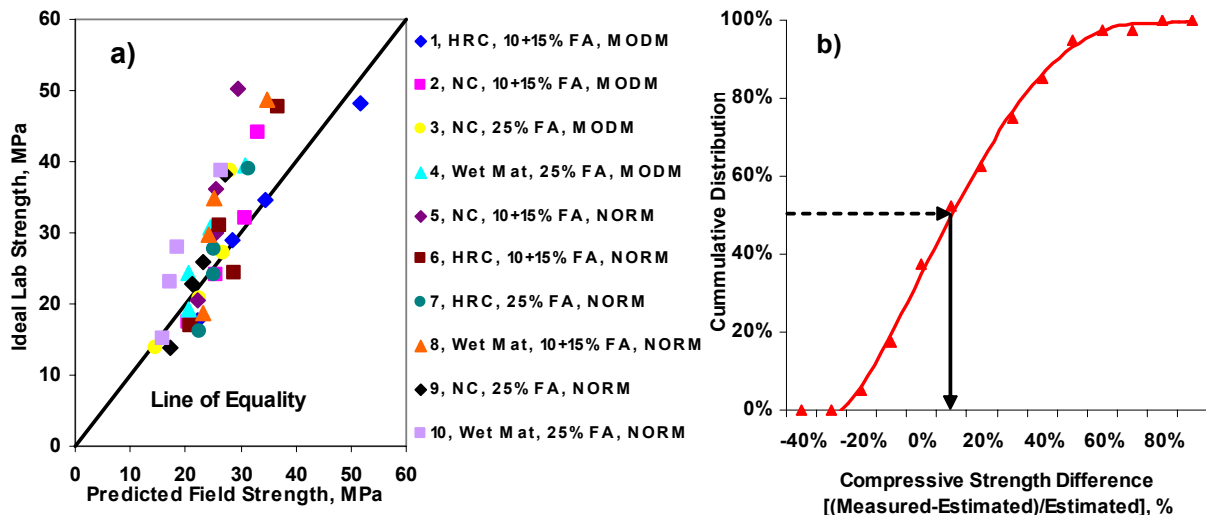 a)
60
50
40
30
20
10
0
Ideal Lab Strength, MPa
0 10 20 30 40 50 60
Predicted Field Strength, MPa
Line of Equality
1, HRC, 10+15% FA, MODM
2, NC, 10+15% FA, MODM
3, NC, 25% FA, MODM
4, Wet Mat, 25% FA, MODM
5, NC, 10+15% FA, NORM
6, HRC, 10+15% FA, NORM
7, HRC, 25% FA, NORM
8, Wet Mat, 10+15% FA, NORM
9, NC, 25% FA, NORM
10, Wet Mat, 25% FA, NORM
b)
100%
80%
60%
40%
20%
0%
Cummulative Distribution
-40% -20% 0% 20% 40% 60% 80%
Compressive Strength Difference
[(Measured-Estimated)/Estimated], %